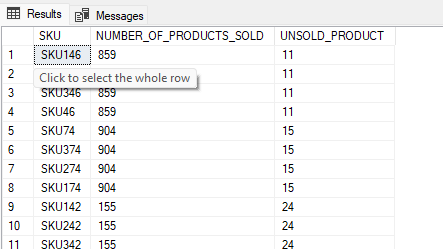 Results Messages
SKU NUMBER_OF_PRODUCTS_SOLD UNSOLD_PRODUCT
1 SKU146 859 11
2 11
Click to select the whole row
3 SKU346 859 11
4 SKU46 859 11
5 SKU74 904 15
6 SKU374 904 15
7 SKU274 904 15
8 SKU174 904 15
9 SKU142 155 24
10 SKU242 155 24
11 SKU342 155 24